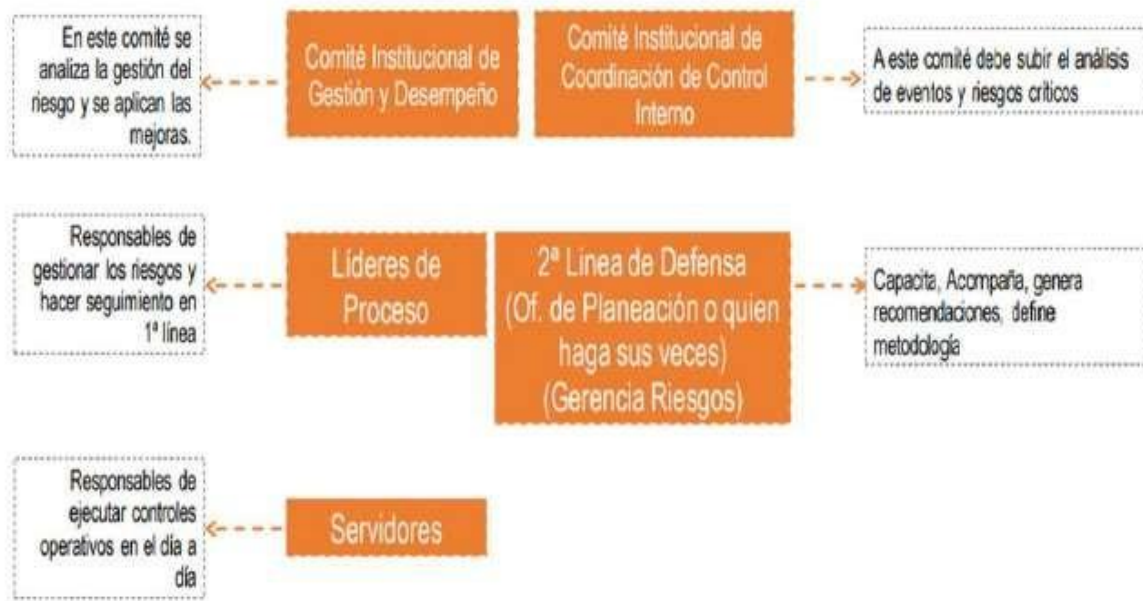 En este comité se
analiza la gestión del
riesgo y se aplican las
mejoras.
Comité Institucional de
Gestión y Desempeño
Comité Institucional de
Coordinación de Control
Interno
A este comité debe subir el análisis
de eventos y riesgos críticos
Responsables de
gestionar los riesgos y
hacer seguimiento en
1ª línea
Líderes de
Proceso
2ª Linea de Defensa
(Of. de Planeación o quien
haga sus veces)
(Gerencia Riesgos)
Capacita, Acompaña, genera
recomendaciones, define
metodología
Responsables de
ejecutar controles
operativos en el día a
día
Servidores